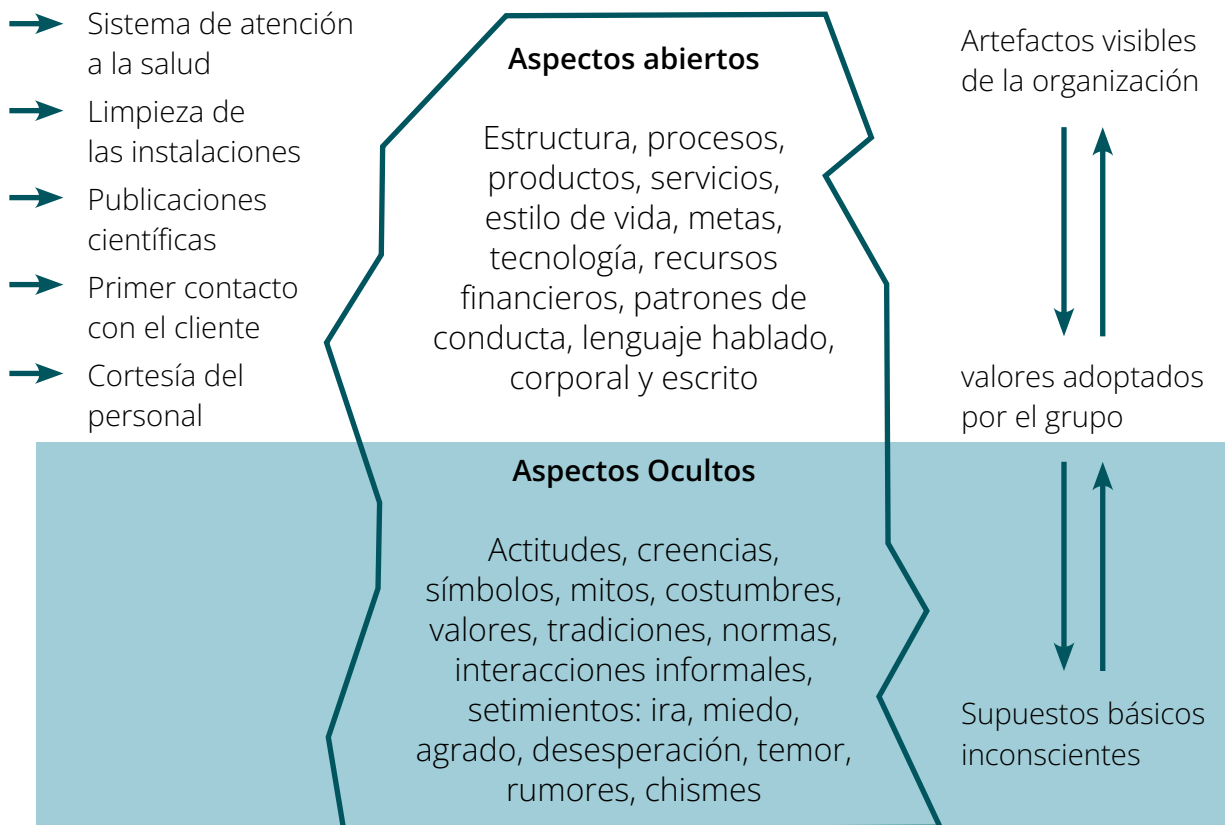 Sistema de atención
a la salud
Limpieza de
las instalaciones
Publicaciones
científicas
Primer contacto
con el cliente
Cortesía del
personal
Aspectos abiertos
Estructura, procesos,
productos, servicios,
estilo de vida, metas,
tecnología, recursos
financieros, patrones de
conducta, lenguaje hablado,
corporal y escrito
Aspectos Ocultos
Actitudes, creencias,
símbolos, mitos, costumbres,
valores, tradiciones, normas,
interacciones informales,
setimientos: ira, miedo,
agrado, desesperación, temor,
rumores, chismes
Artefactos visibles
de la organización
valores adoptados
por el grupo
Supuestos básicos
inconscientes